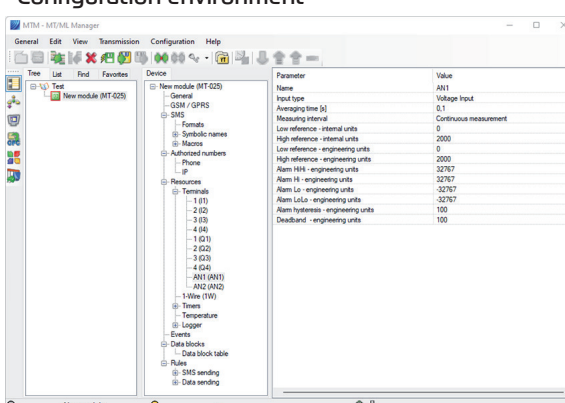 Configuration environment
MTM - MT/ML Manager
General Edit View Transmission Configuration Help
Tree List Find Favorites
Test
New module (MT-025)
Device
New module (MT-025)
General
GSM / GPRS
SMS
Formats
Symbolic names
Macros
Authorized numbers
Phone
IP
Resources
Terminals
1 (I1)
2 (I2)
3 (I3)
4 (I4)
1 (Q1)
2 (Q2)
3 (Q3)
4 (Q4)
AN1 (AN1)
AN2 (AN2)
1-Wire (1W)
Timers
Temperature
Logger
Events
Data blocks
Data block table
Rules
SMS sending
Data sending
Parameter Value
Name AN1
Input type Voltage Input
Averaging time [s] 0,1
Measuring interval Continuous measurement
Low reference - internal units 0
High reference - internal units 2000
Low reference - engineering units 0
High reference - engineering units 2000
Alarm HiHi - engineering units 32767
Alarm Hi - engineering units 32767
Alarm Lo - engineering units -32767
Alarm LoLo - engineering units -32767
Alarm hysteresis - engineering units 100
Deadband - engineering units 100